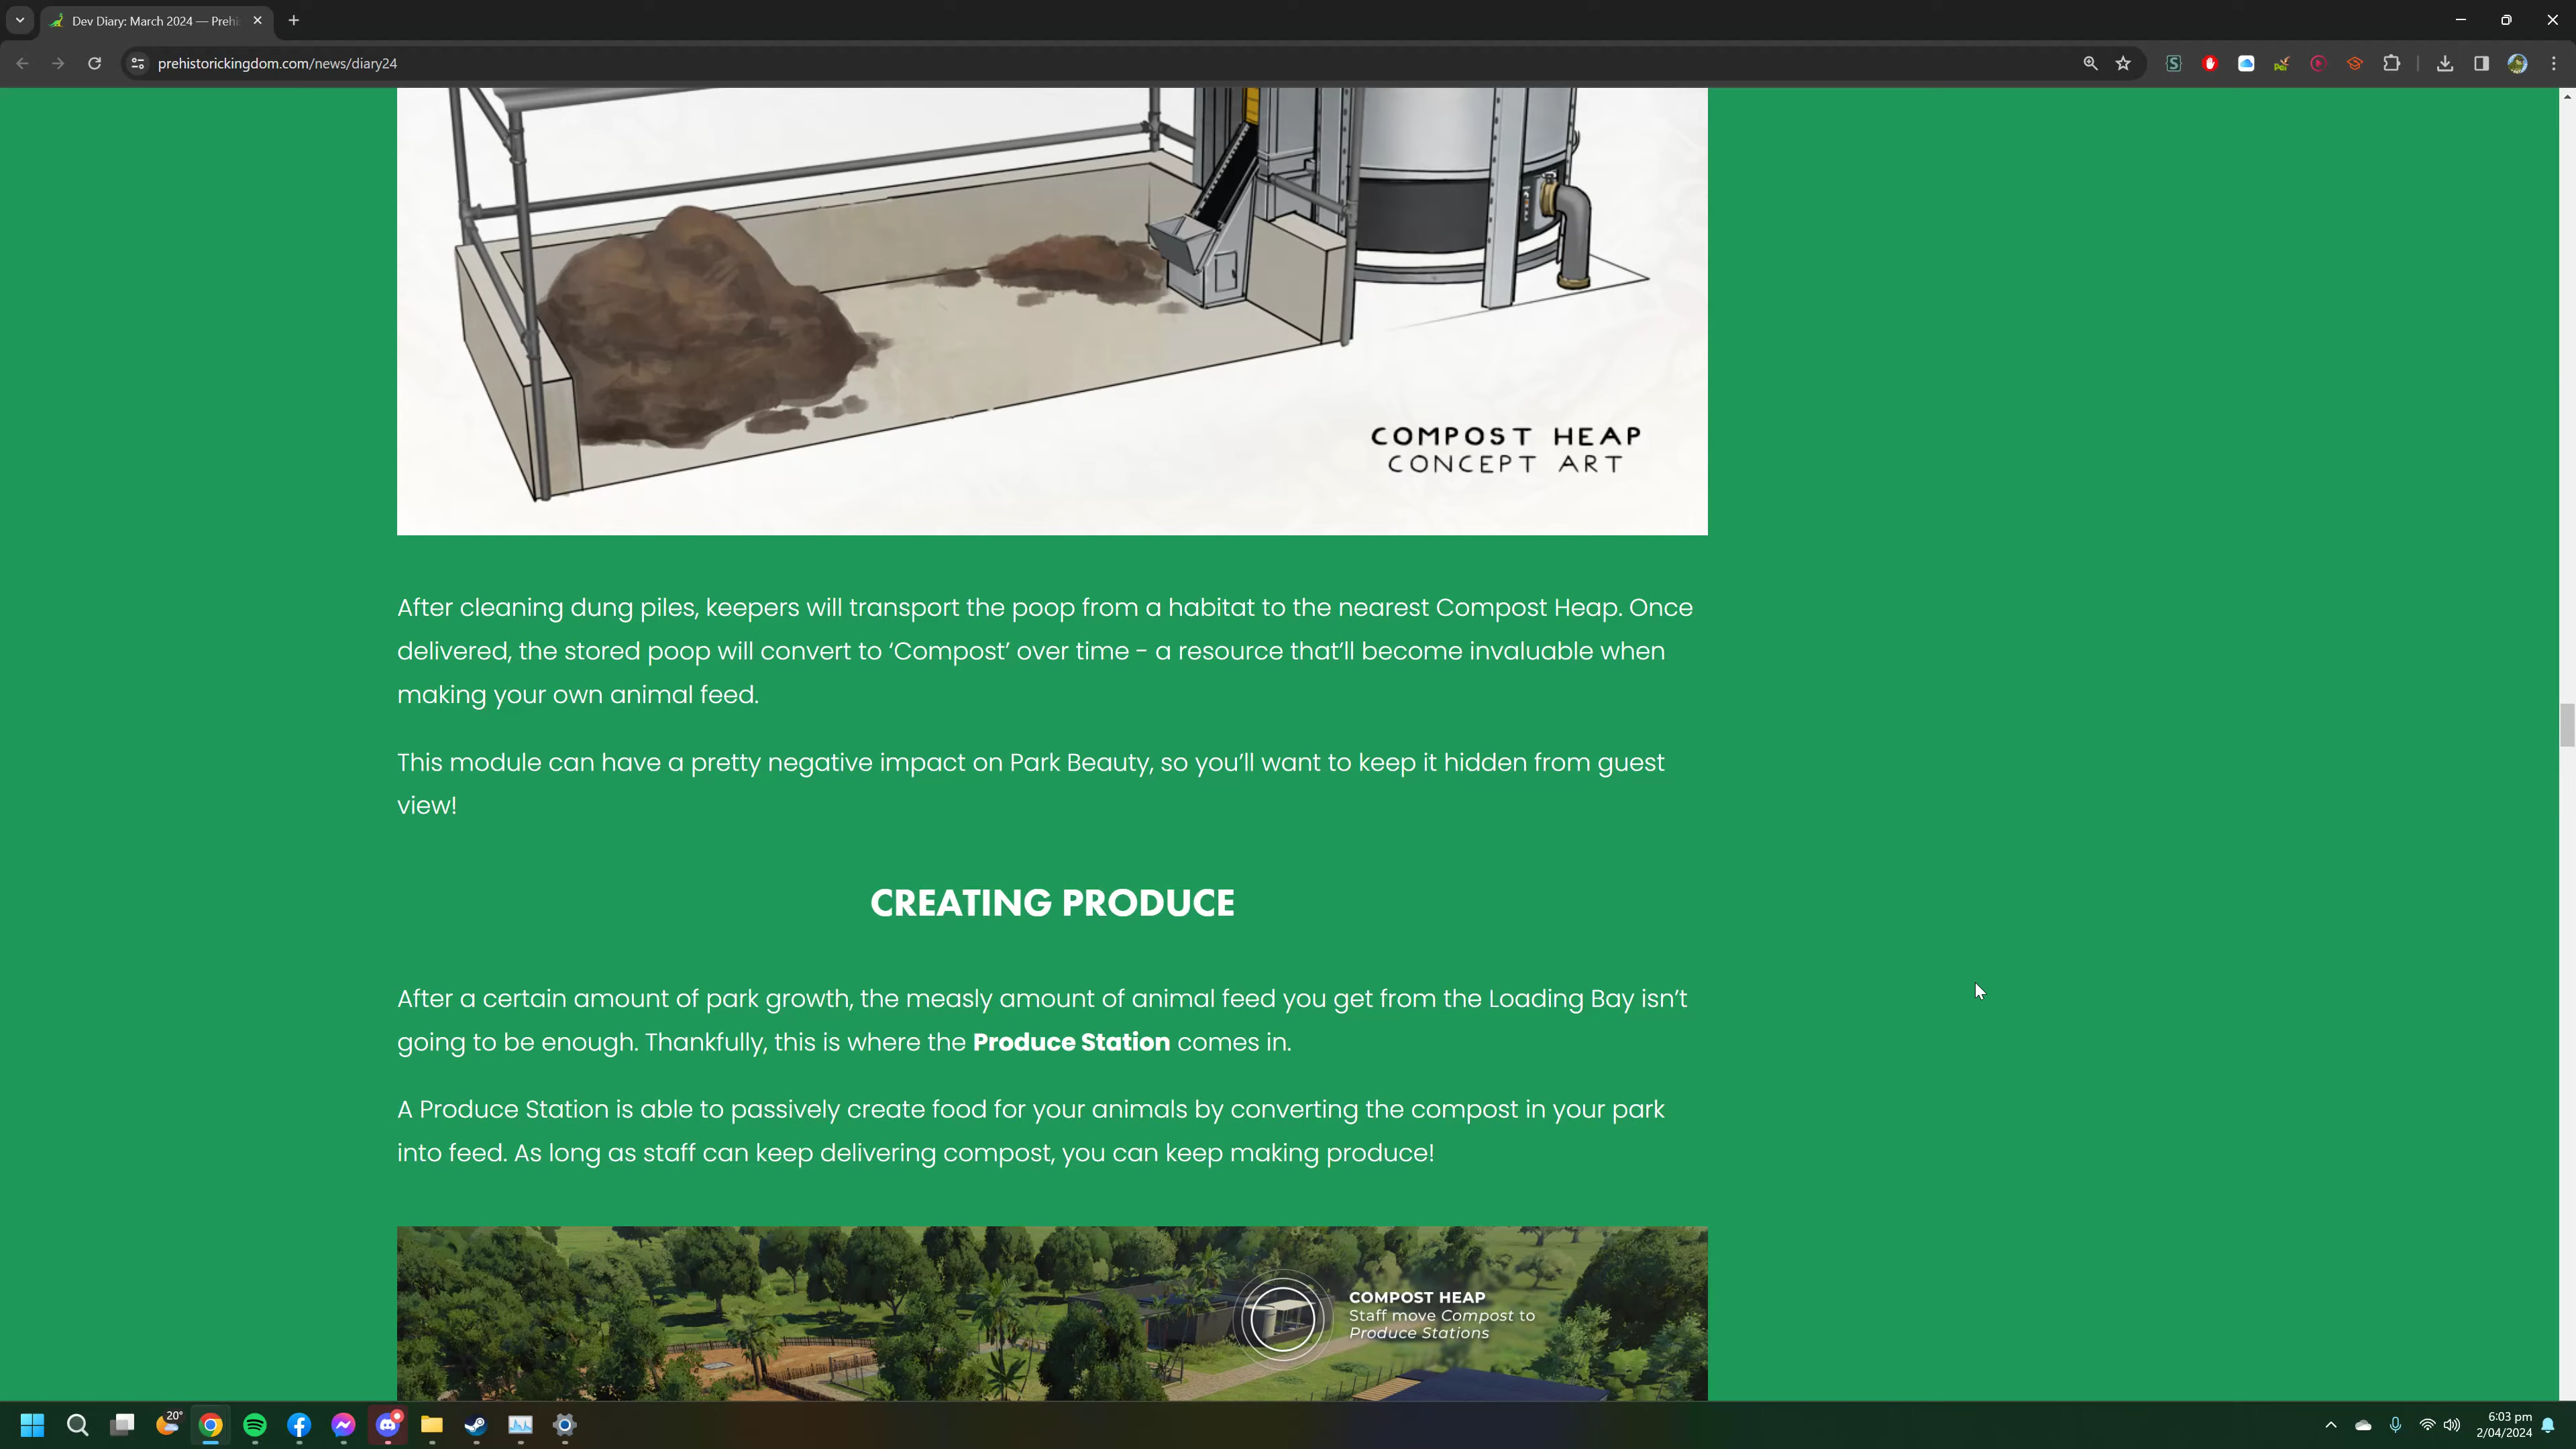 Dev Diary: March 2024 — Prehi
prehistorickingdom.com/news/diary24
COMPOST HEAP
CONCEPT ART
After cleaning dung piles, keepers will transport the poop from a habitat to the nearest Compost Heap. Once
delivered, the stored poop will convert to ‘Compost’ over time - a resource that’ll become invaluable when
making your own animal feed.
This module can have a pretty negative impact on Park Beauty, so you’ll want to keep it hidden from guest
view!
CREATING PRODUCE
After a certain amount of park growth, the measly amount of animal feed you get from the Loading Bay isn’t
going to be enough. Thankfully, this is where the Produce Station comes in.
A Produce Station is able to passively create food for your animals by converting the compost in your park
into feed. As long as staff can keep delivering compost, you can keep making produce!
COMPOST HEAP
Staff move Compost to
Produce Stations
20°
6:03 pm
2/04/2024